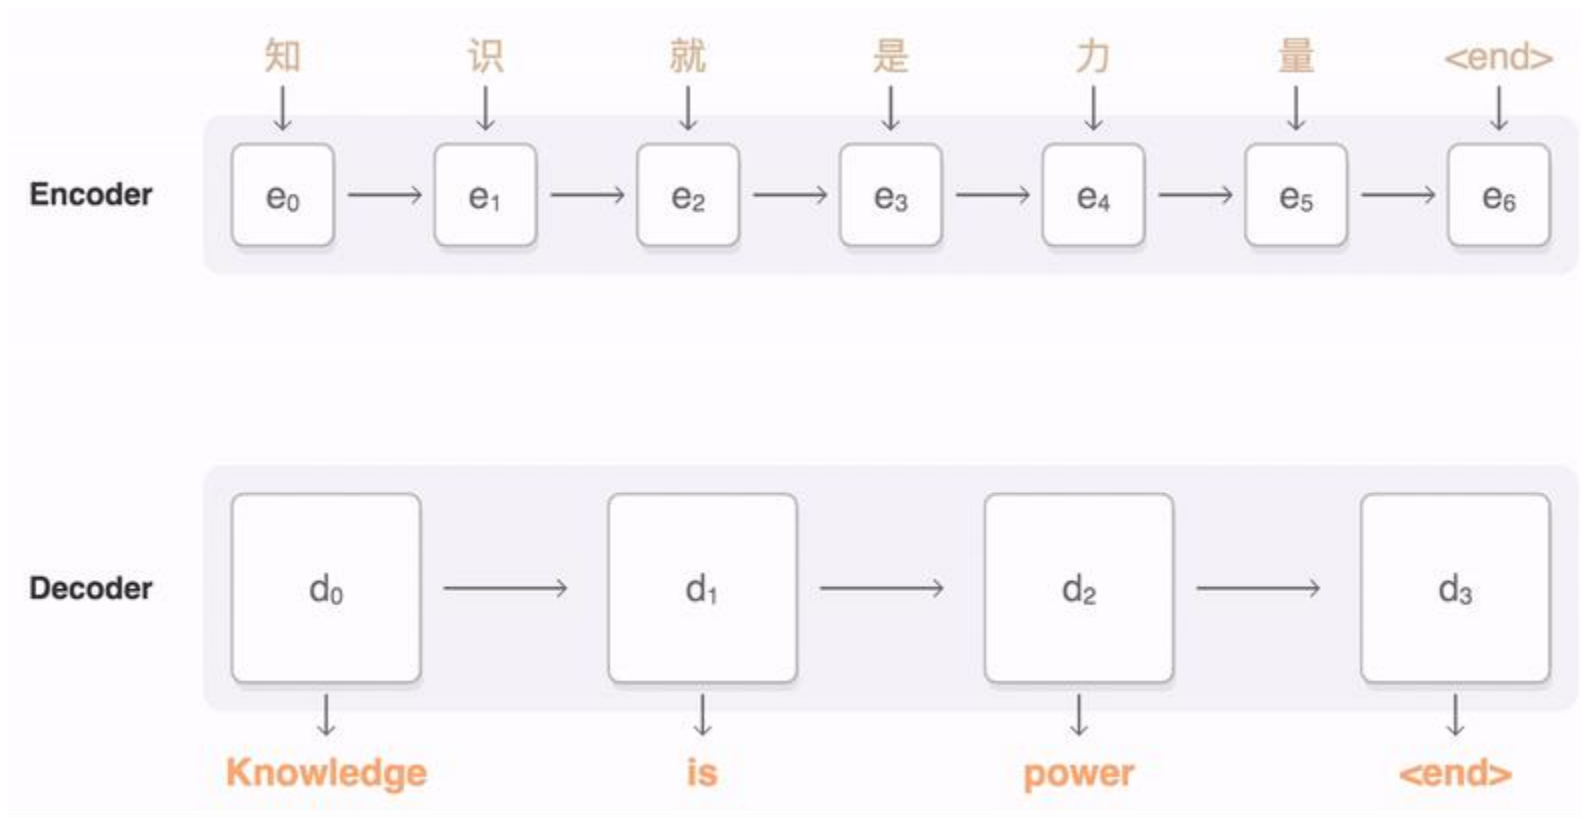 知 识 就 是 力 量 <end>
Encoder e₀ e₁ e₂ e₃ e₄ e₅ e₆
Decoder d₀ d₁ d₂ d₃
Knowledge is power <end>